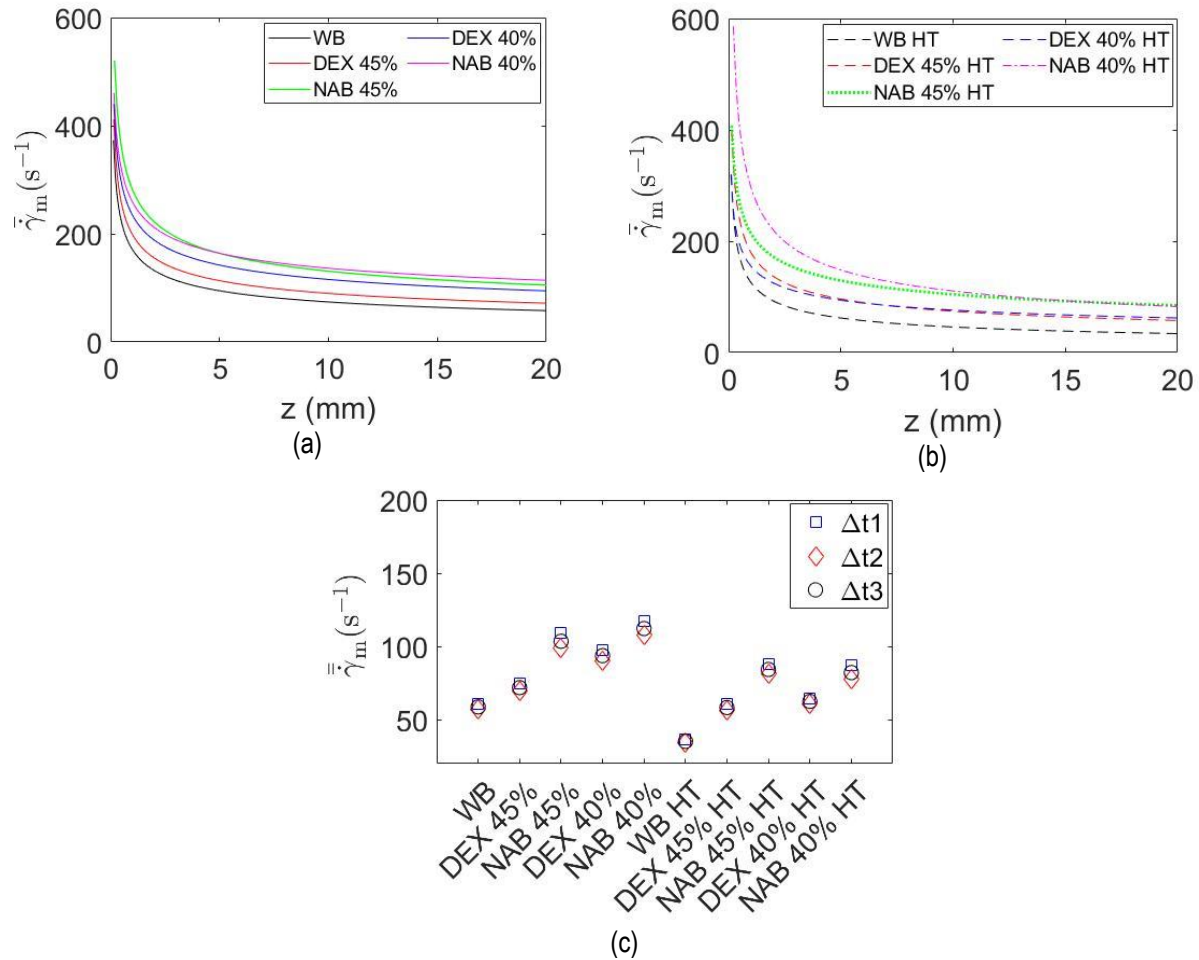 600
400
200
0
γ̄̇m(s⁻¹)
WB
DEX 40%
DEX 45%
NAB 40%
NAB 45%
0 5 10 15 20
z (mm)
(a)
600
400
200
0
γ̄̇m(s⁻¹)
WB HT
DEX 40% HT
DEX 45% HT
NAB 40% HT
NAB 45% HT
0 5 10 15 20
z (mm)
(b)
200
150
100
50
γ̿̇m(s⁻¹)
Δt1
Δt2
Δt3
WB
DEX 45%
NAB 45%
DEX 40%
NAB 40%
WB HT
DEX 45% HT
NAB 45% HT
DEX 40% HT
NAB 40% HT
(c)